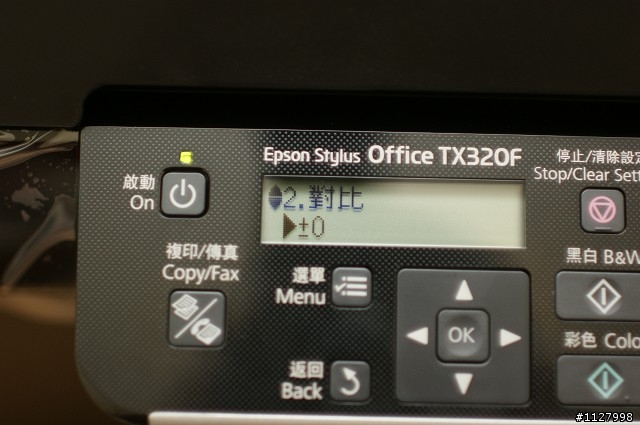 Epson Stylus Office TX320F
啟動
On
2.對比
±0
複印/傳真
Copy/Fax
選單
Menu
OK
返回
Back
停止/清除設定
Stop/Clear Sett
黑白 B&W
彩色 Colo
#1127998